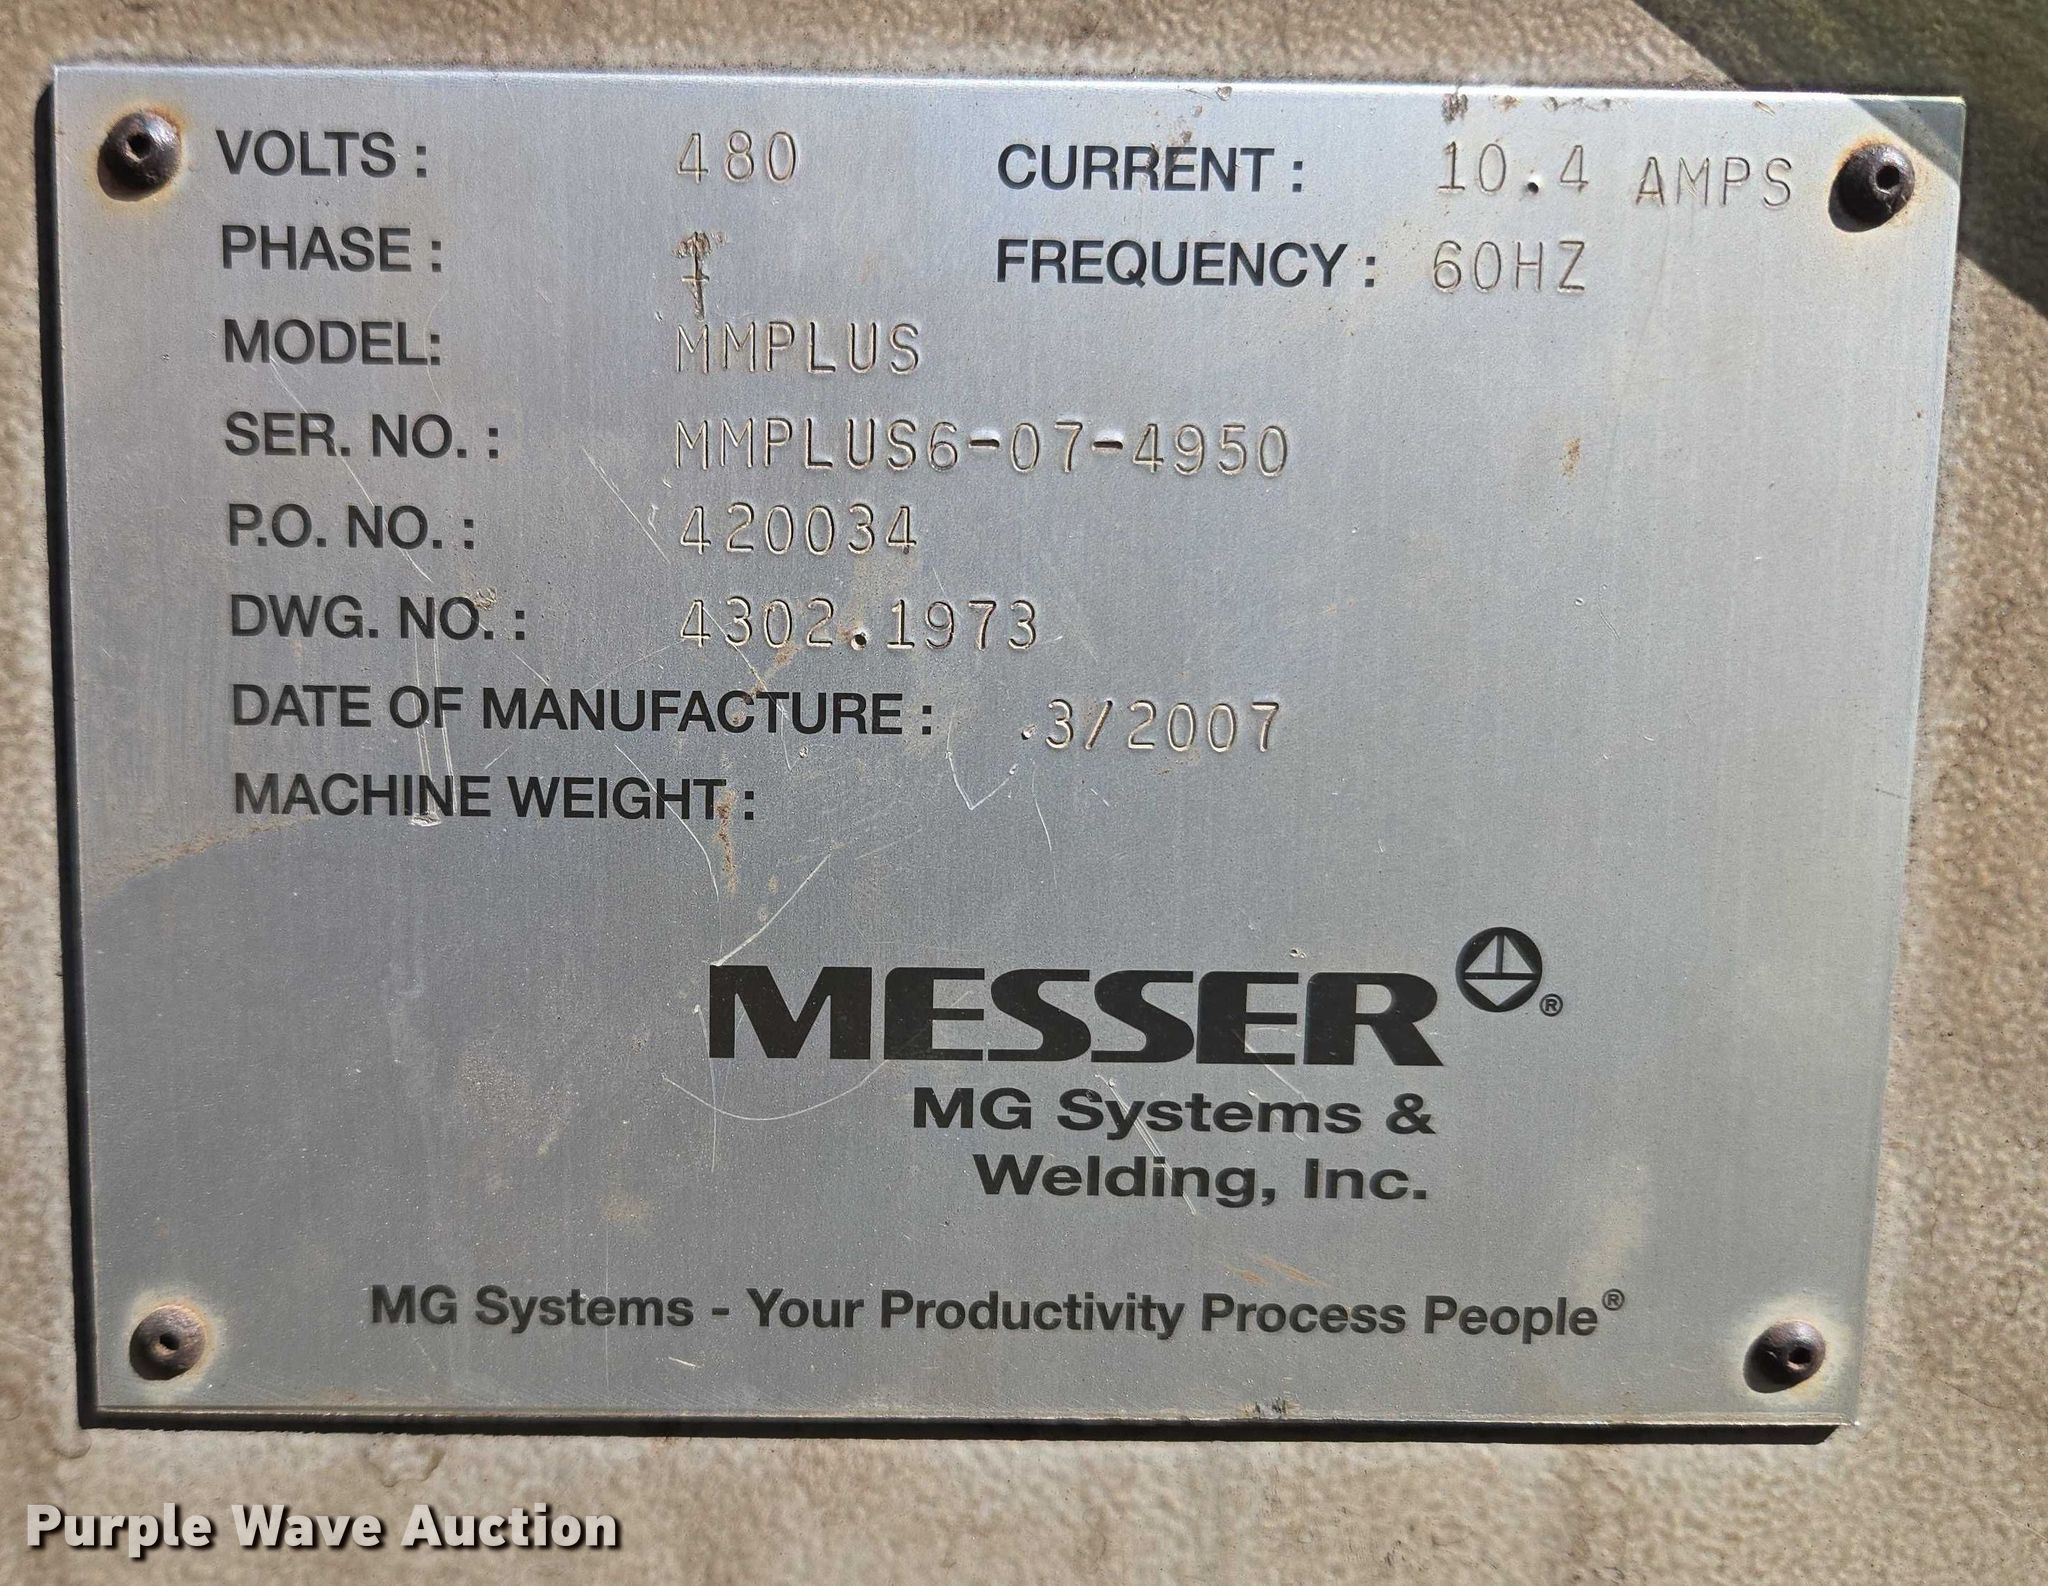 VOLTS : 480 CURRENT : 10.4 AMPS
PHASE : 1 FREQUENCY : 60HZ
MODEL: MMPLUS
SER. NO. : MMPLUS6-07-4950
P.O. NO. : 420034
DWG. NO. : 4302.1973
DATE OF MANUFACTURE : .3/2007
MACHINE WEIGHT :
MESSER®
MG Systems &
Welding, Inc.
MG Systems - Your Productivity Process People®
Purple Wave Auction